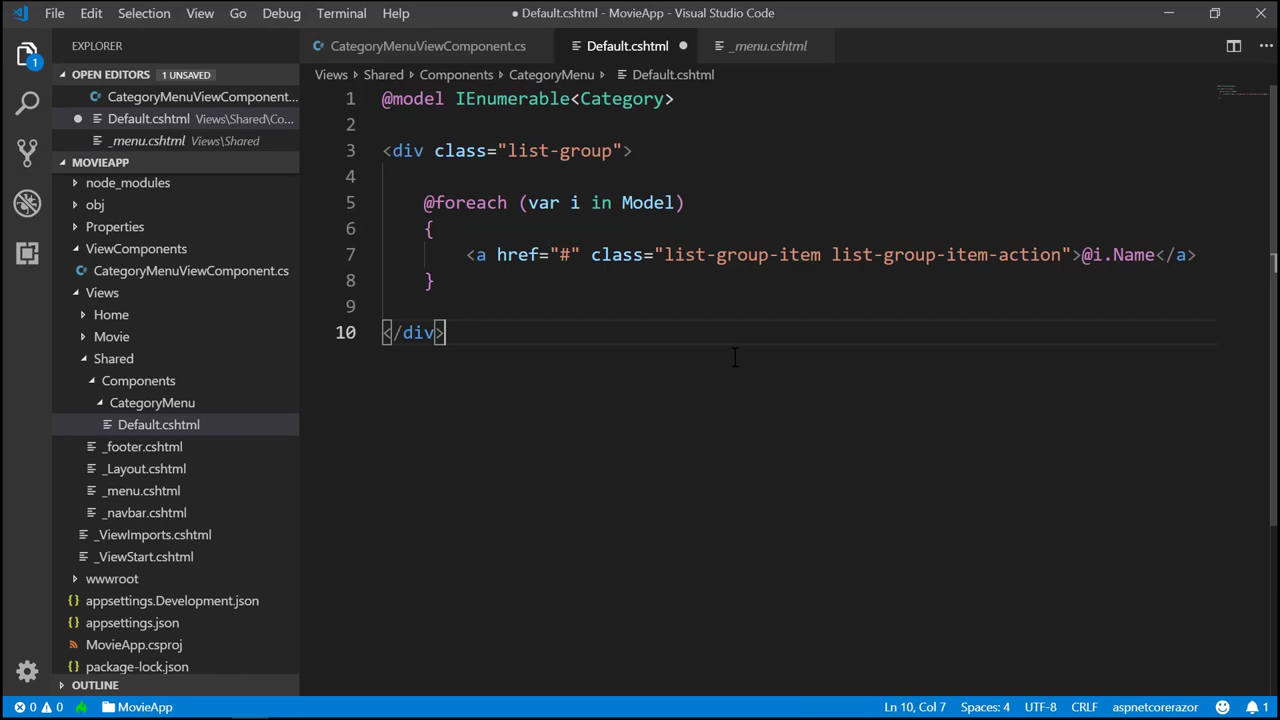 File Edit Selection View Go Debug Terminal Help ● Default.cshtml - MovieApp - Visual Studio Code
EXPLORER
CategoryMenuViewComponent.cs Default.cshtml _menu.cshtml
OPEN EDITORS 1 UNSAVED
Views Shared Components CategoryMenu Default.cshtml
CategoryMenuViewComponent...
Default.cshtml Views\Shared\Co...
_menu.cshtml Views\Shared
MOVIEAPP
node_modules
obj
Properties
ViewComponents
CategoryMenuViewComponent.cs
Views
Home
Movie
Shared
Components
CategoryMenu
Default.cshtml
_footer.cshtml
_Layout.cshtml
_menu.cshtml
_navbar.cshtml
_ViewImports.cshtml
_ViewStart.cshtml
wwwroot
appsettings.Development.json
appsettings.json
MovieApp.csproj
package-lock.json
OUTLINE
1 @model IEnumerable<Category>
2
3 <div class="list-group">
4
5 @foreach (var i in Model)
6 {
7 <a href="#" class="list-group-item list-group-item-action">@i.Name</a>
8 }
9
10 </div>
1
0 0 MovieApp Ln 10, Col 7 Spaces: 4 UTF-8 CRLF aspnetcorerazor 1